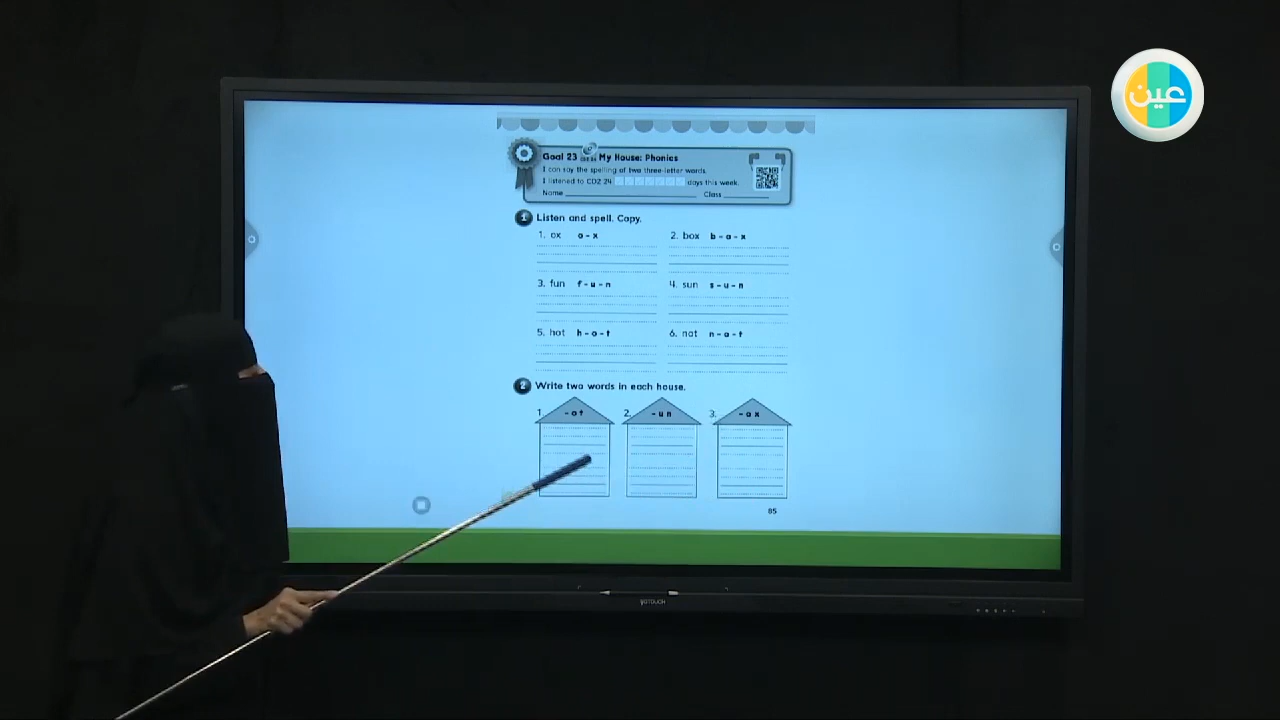 عين
Goal 23 My House: Phonics
I can say the spelling of two three-letter words.
I listened to CD2 24 days this week.
Name Class
1 Listen and spell. Copy.
1. ox o - x 2. box b - o - x
3. fun f - u - n 4. sun s - u - n
5. hot h - o - t 6. not n - o - t
2 Write two words in each house.
1. - o t 2. - u n 3. - o x
85